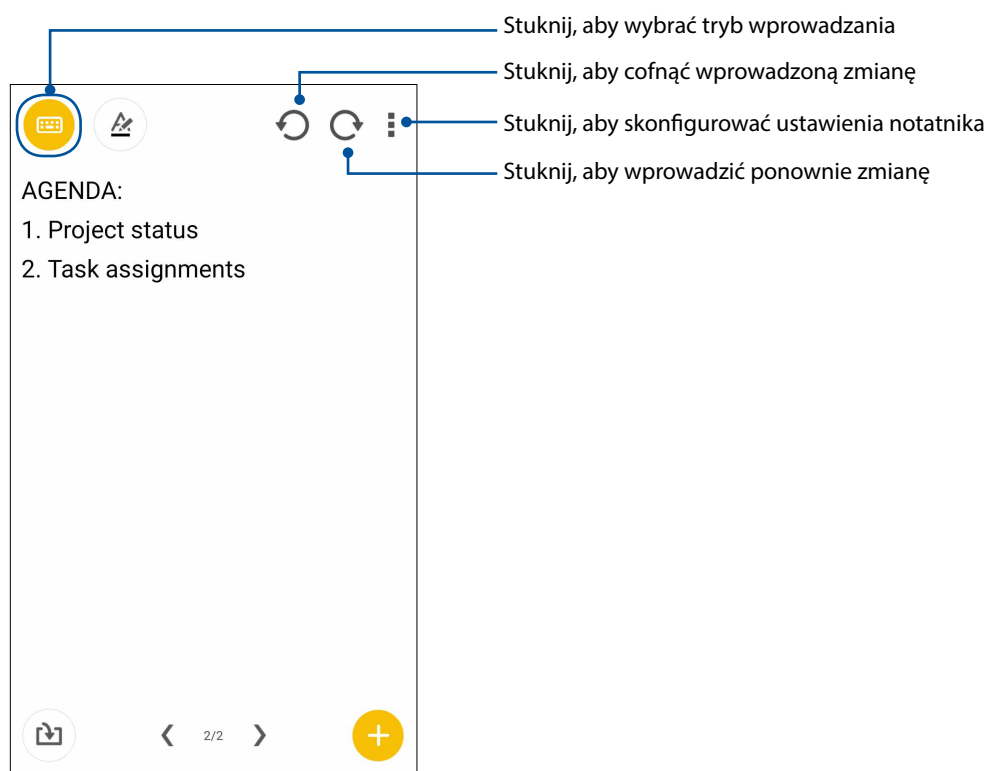 Stuknij, aby wybrać tryb wprowadzania
Stuknij, aby cofnąć wprowadzoną zmianę
Stuknij, aby skonfigurować ustawienia notatnika
Stuknij, aby wprowadzić ponownie zmianę
AGENDA:
1. Project status
2. Task assignments
2/2